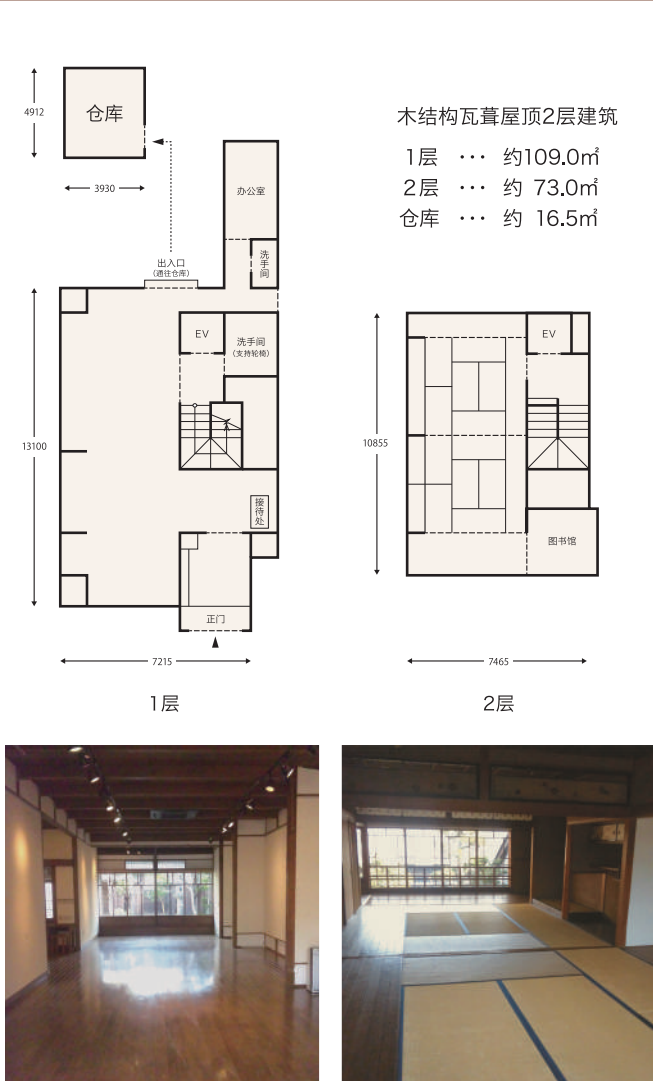 木结构瓦葺屋顶2层建筑
1层 ･･･ 约109.0㎡
2层 ･･･ 约 73.0㎡
仓库 ･･･ 约 16.5㎡
4912
仓库
3930
办公室
洗手间
出入口
(通往仓库)
EV
洗手间
(支持轮椅)
13100
接待处
正门
7215
1层
EV
10855
图书馆
7465
2层